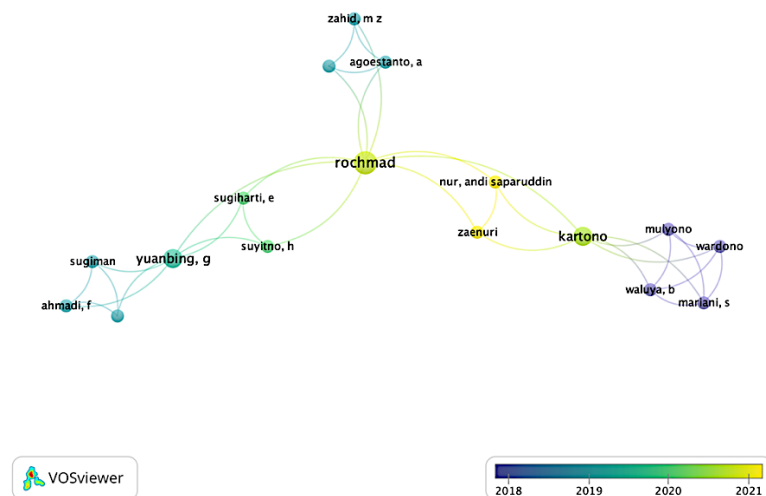 zahid, m z
agoestanto, a
rochmad
nur, andi saparuddin
sugiharti, e
zaenuri
kartono
mulyono
wardono
suyitno, h
yuanbing, g
sugiman
waluya, b
mariani, s
ahmadi, f
VOSviewer
2018 2019 2020 2021